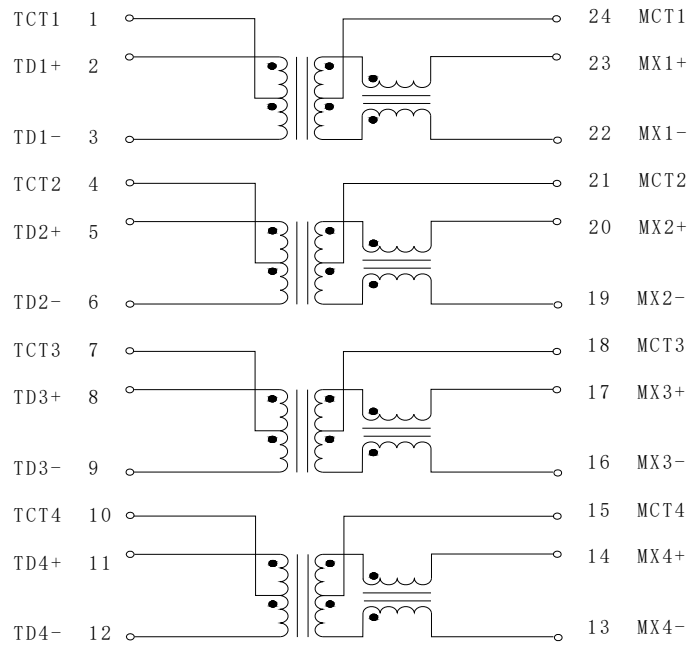 TCT1 1 24 MCT1
TD1+ 2 23 MX1+
TD1- 3 22 MX1-
TCT2 4 21 MCT2
TD2+ 5 20 MX2+
TD2- 6 19 MX2-
TCT3 7 18 MCT3
TD3+ 8 17 MX3+
TD3- 9 16 MX3-
TCT4 10 15 MCT4
TD4+ 11 14 MX4+
TD4- 12 13 MX4-